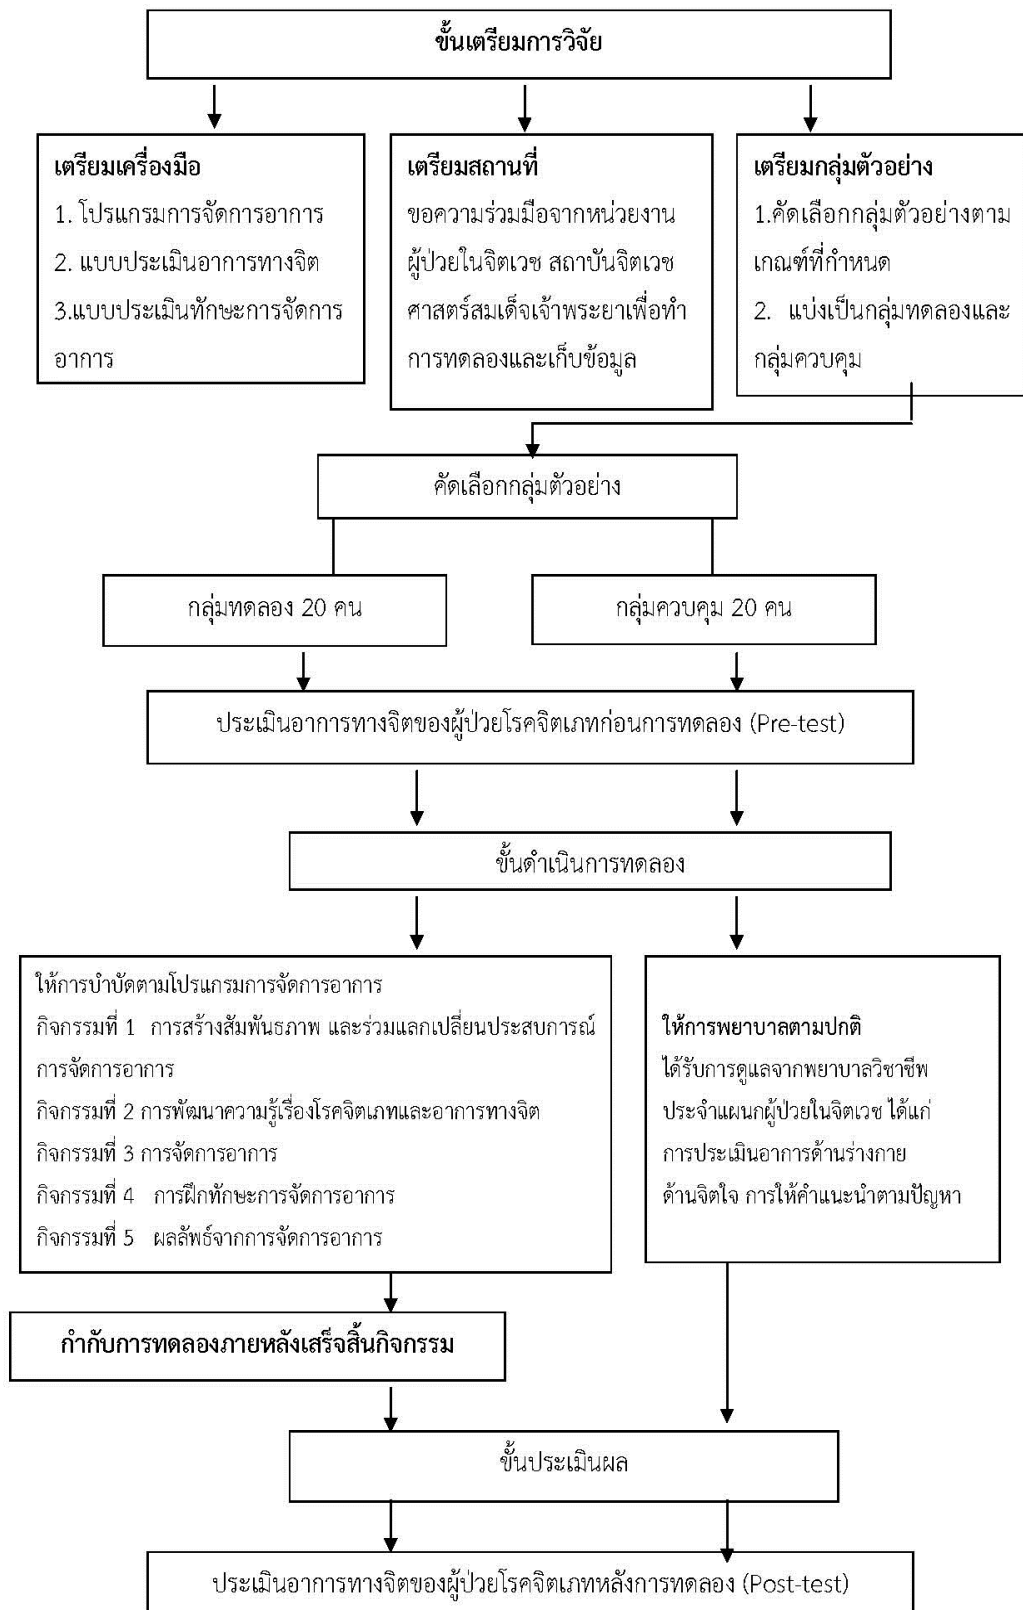 ขั้นเตรียมการวิจัย
เตรียมเครื่องมือ
1. โปรแกรมการจัดการอาการ
2. แบบประเมินอาการทางจิต
3.แบบประเมินทักษะการจัดการ
อาการ
เตรียมสถานที่
ขอความร่วมมือจากหน่วยงาน
ผู้ป่วยในจิตเวช สถาบันจิตเวช
ศาสตร์สมเด็จเจ้าพระยาเพื่อทำ
การทดลองและเก็บข้อมูล
เตรียมกลุ่มตัวอย่าง
1.คัดเลือกกลุ่มตัวอย่างตาม
เกณฑ์ที่กำหนด
2. แบ่งเป็นกลุ่มทดลองและ
กลุ่มควบคุม
คัดเลือกกลุ่มตัวอย่าง
กลุ่มทดลอง 20 คน
กลุ่มควบคุม 20 คน
ประเมินอาการทางจิตของผู้ป่วยโรคจิตเภทก่อนการทดลอง (Pre-test)
ขั้นดำเนินการทดลอง
ให้การบำบัดตามโปรแกรมการจัดการอาการ
กิจกรรมที่ 1 การสร้างสัมพันธภาพ และร่วมแลกเปลี่ยนประสบการณ์
การจัดการอาการ
กิจกรรมที่ 2 การพัฒนาความรู้เรื่องโรคจิตเภทและอาการทางจิต
กิจกรรมที่ 3 การจัดการอาการ
กิจกรรมที่ 4 การฝึกทักษะการจัดการอาการ
กิจกรรมที่ 5 ผลลัพธ์จากการจัดการอาการ
ให้การพยาบาลตามปกติ
ได้รับการดูแลจากพยาบาลวิชาชีพ
ประจำแผนกผู้ป่วยในจิตเวช ได้แก่
การประเมินอาการด้านร่างกาย
ด้านจิตใจ การให้คำแนะนำตามปัญหา
กำกับการทดลองภายหลังเสร็จสิ้นกิจกรรม
ขั้นประเมินผล
ประเมินอาการทางจิตของผู้ป่วยโรคจิตเภทหลังการทดลอง (Post-test)